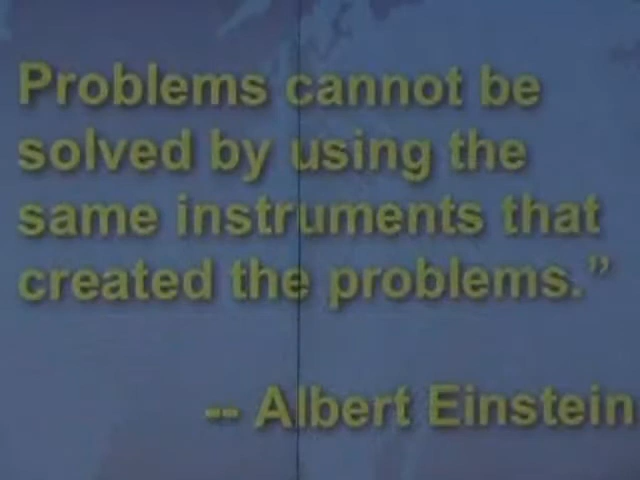 Problems cannot be
solved by using the
same instruments that
created the problems.”
-- Albert Einstein